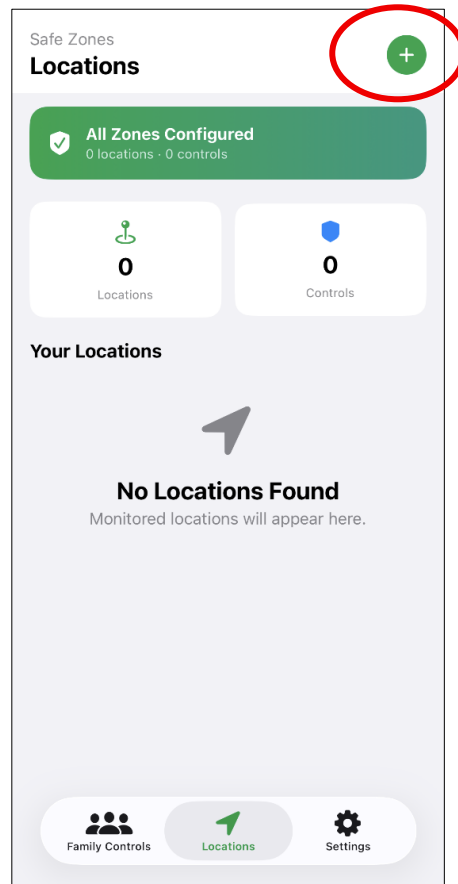 Safe Zones
Locations
+
All Zones Configured
0 locations · 0 controls
0
Locations
0
Controls
Your Locations
No Locations Found
Monitored locations will appear here.
Family Controls
Locations
Settings